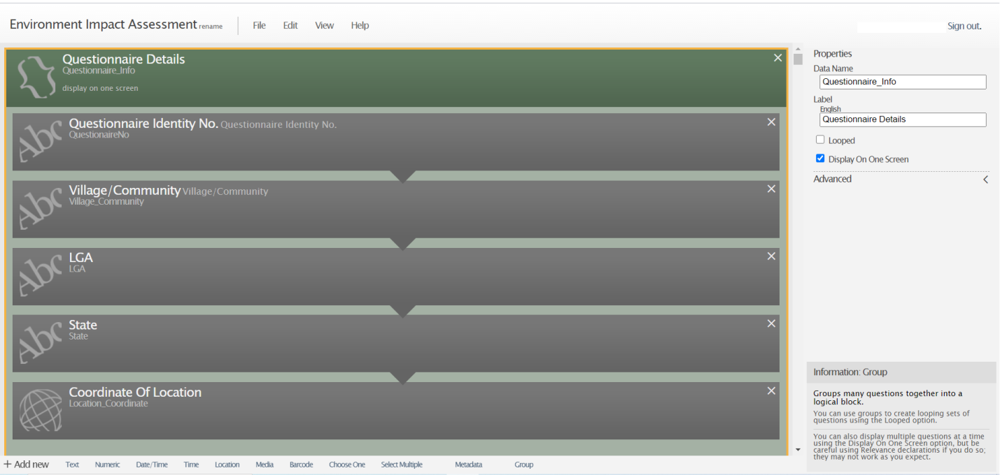 Environment Impact Assessment rename File Edit View Help Sign out.
Questionnaire Details
Questionnaire_Info
display on one screen
Abc Questionnaire Identity No. Questionnaire Identity No.
QuestionaireNo
Abc Village/Community Village/Community
Village_Community
Abc LGA
LGA
Abc State
State
Coordinate Of Location
Location_Coordinate
+ Add new Text Numeric Date/Time Time Location Media Barcode Choose One Select Multiple Metadata Group
Properties
Data Name
Questionnaire_Info
Label
English
Questionnaire Details
Looped
Display On One Screen
Advanced
Information: Group
Groups many questions together into a
logical block.
You can use groups to create looping sets of
questions using the Looped option.
You can also display multiple questions at a time
using the Display On One Screen option, but be
careful using Relevance declarations if you do so;
they may not work as you expect.